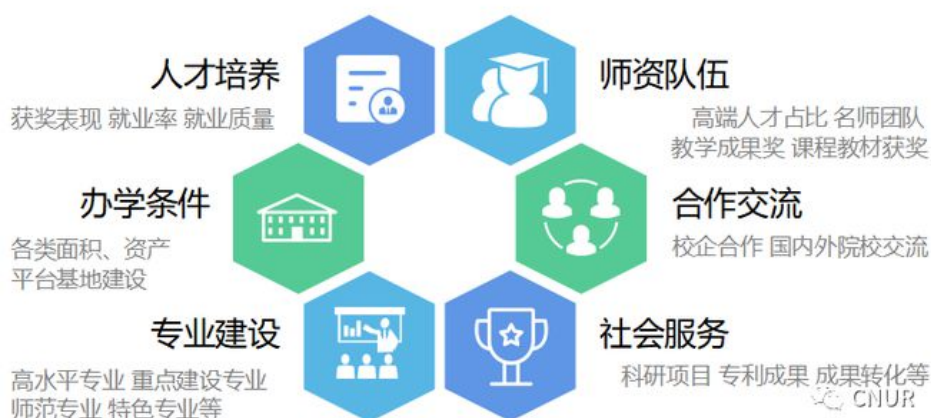 人才培养
获奖表现 就业率 就业质量
师资队伍
高端人才占比 名师团队
教学成果奖 课程教材获奖
办学条件
各类面积、资产
平台基地建设
合作交流
校企合作 国内外院校交流
专业建设
高水平专业 重点建设专业
师范专业 特色专业等
社会服务
科研项目 专利成果 成果转化等
CNUR